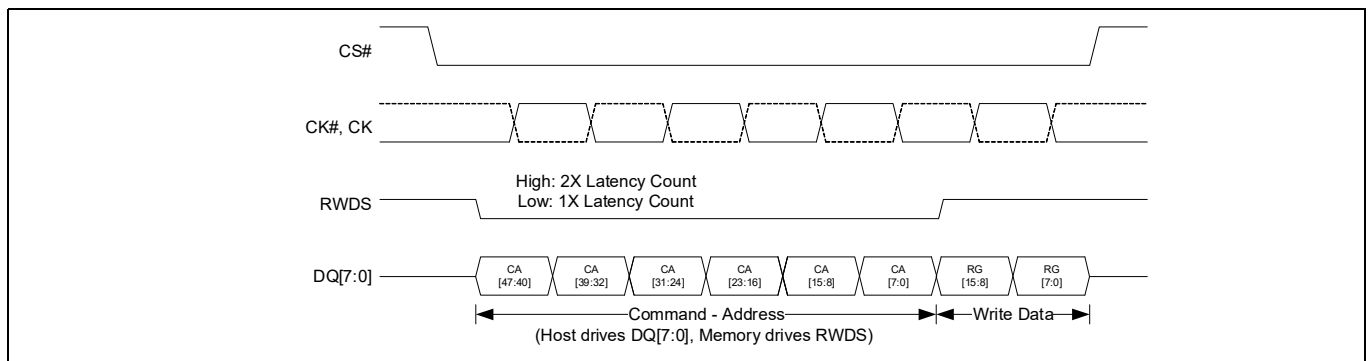 CS#
CK#, CK
High: 2X Latency Count
Low: 1X Latency Count
RWDS
DQ[7:0]
CA CA CA CA CA CA RG RG
[47:40] [39:32] [31:24] [23:16] [15:8] [7:0] [15:8] [7:0]
Command - Address Write Data
(Host drives DQ[7:0], Memory drives RWDS)